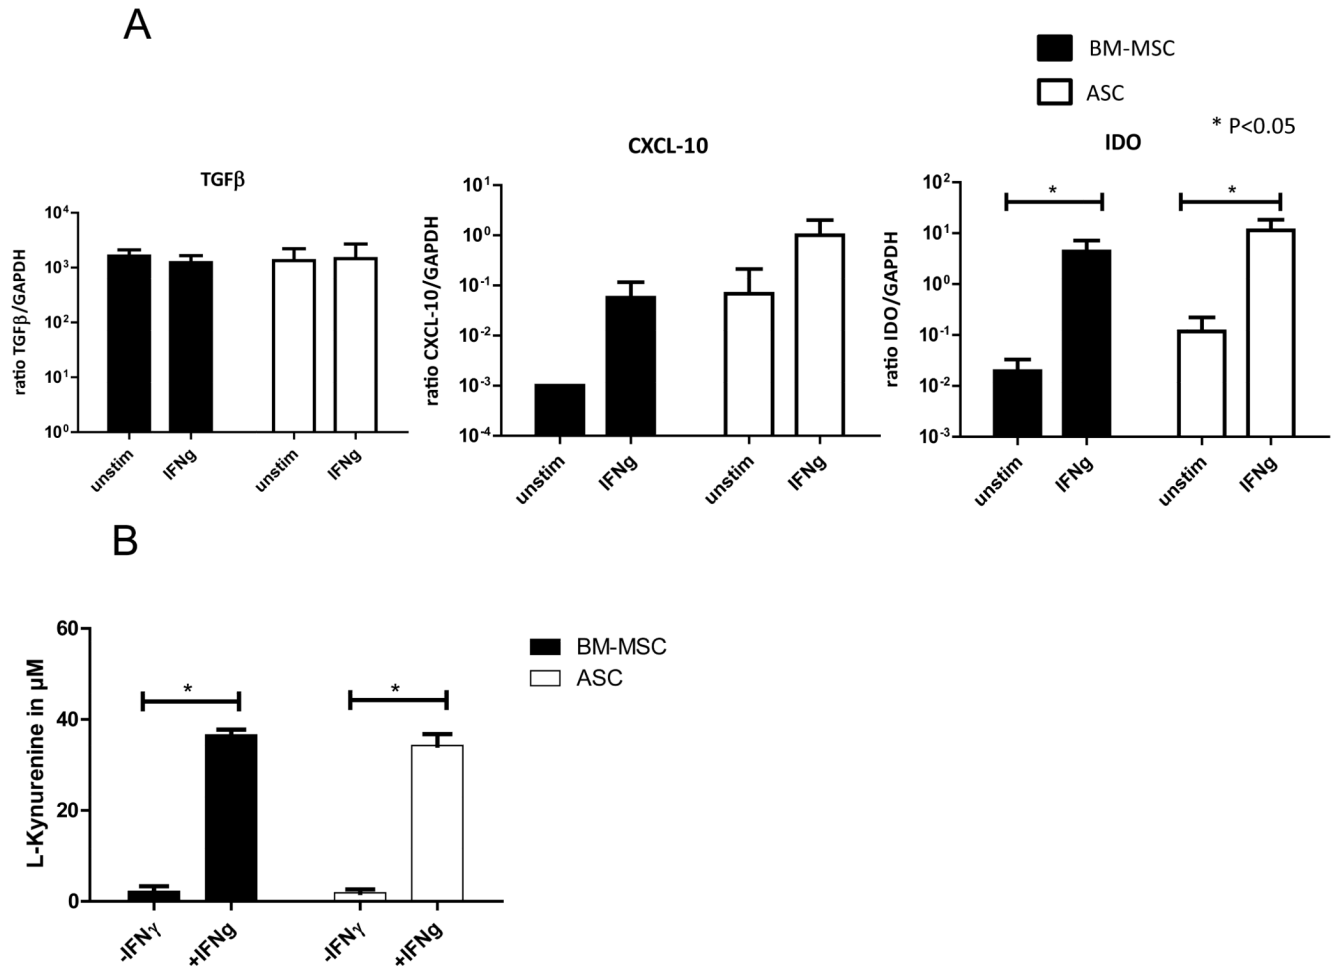 A
BM-MSC
ASC
* P<0.05
TGFβ
ratio TGFβ/GAPDH
10⁴
10³
10²
10¹
10⁰
unstim
IFNg
unstim
IFNg
CXCL-10
ratio CXCL-10/GAPDH
10¹
10⁰
10⁻¹
10⁻²
10⁻³
10⁻⁴
unstim
IFNg
unstim
IFNg
IDO
ratio IDO/GAPDH
10²
10¹
10⁰
10⁻¹
10⁻²
10⁻³
*
*
unstim
IFNg
unstim
IFNg
B
L-Kynurenine in µM
60
40
20
0
*
*
-IFNγ
+IFNg
-IFNγ
+IFNg
BM-MSC
ASC